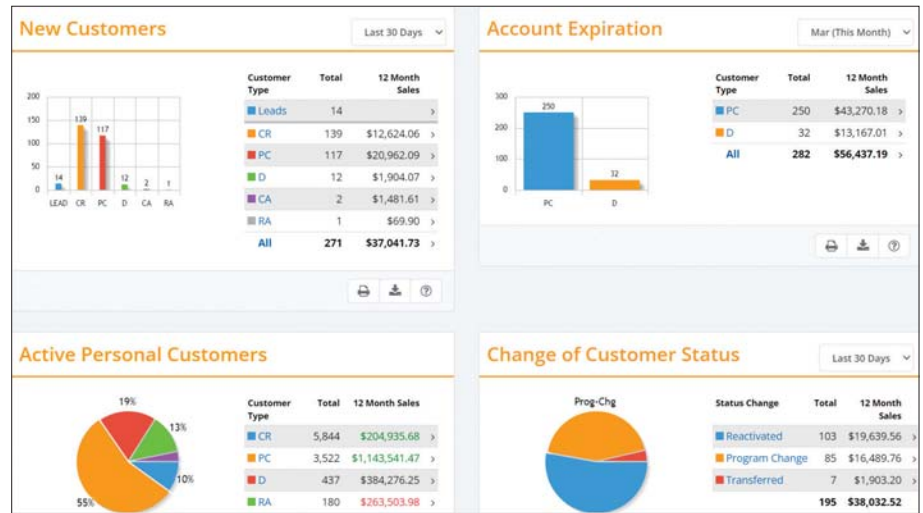 New Customers
Last 30 Days
200
150
100
50
0
14
139
117
12
2
1
LEAD CR PC D CA RA
Customer Type Total 12 Month Sales
Leads 14
CR 139 $12,624.06
PC 117 $20,962.09
D 12 $1,904.07
CA 2 $1,481.61
RA 1 $69.90
All 271 $37,041.73
Account Expiration
Mar (This Month)
300
200
100
0
250
32
PC D
Customer Type Total 12 Month Sales
PC 250 $43,270.18
D 32 $13,167.01
All 282 $56,437.19
Active Personal Customers
19%
13%
10%
55%
Customer Type Total 12 Month Sales
CR 5,844 $204,935.68
PC 3,522 $1,143,541.47
D 437 $384,276.25
RA 180 $263,503.98
Change of Customer Status
Last 30 Days
Prog-Chg
Status Change Total 12 Month Sales
Reactivated 103 $19,639.56
Program Change 85 $16,489.76
Transferred 7 $1,903.20
195 $38,032.52